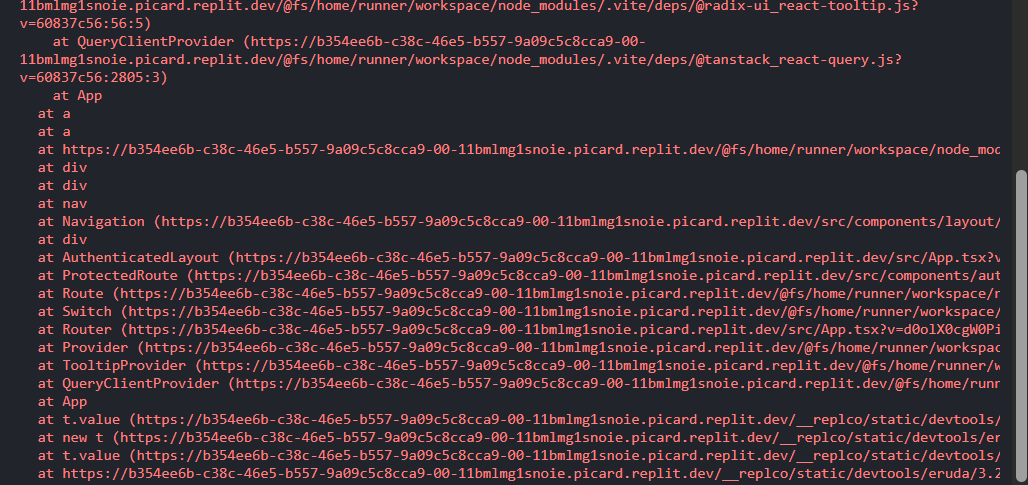 11bmlmg1snoie.picard.replit.dev/@fs/home/runner/workspace/node_modules/.vite/deps/@radix-ui_react-tooltip.js?
v=60837c56:56:5)
at QueryClientProvider (https://b354ee6b-c38c-46e5-b557-9a09c5c8cca9-00-
11bmlmg1snoie.picard.replit.dev/@fs/home/runner/workspace/node_modules/.vite/deps/@tanstack_react-query.js?
v=60837c56:2805:3)
at App
at a
at a
at https://b354ee6b-c38c-46e5-b557-9a09c5c8cca9-00-11bmlmg1snoie.picard.replit.dev/@fs/home/runner/workspace/node_mod
at div
at div
at nav
at Navigation (https://b354ee6b-c38c-46e5-b557-9a09c5c8cca9-00-11bmlmg1snoie.picard.replit.dev/src/components/layout/
at div
at AuthenticatedLayout (https://b354ee6b-c38c-46e5-b557-9a09c5c8cca9-00-11bmlmg1snoie.picard.replit.dev/src/App.tsx?v
at ProtectedRoute (https://b354ee6b-c38c-46e5-b557-9a09c5c8cca9-00-11bmlmg1snoie.picard.replit.dev/src/components/aut
at Route (https://b354ee6b-c38c-46e5-b557-9a09c5c8cca9-00-11bmlmg1snoie.picard.replit.dev/@fs/home/runner/workspace/n
at Switch (https://b354ee6b-c38c-46e5-b557-9a09c5c8cca9-00-11bmlmg1snoie.picard.replit.dev/@fs/home/runner/workspace/
at Router (https://b354ee6b-c38c-46e5-b557-9a09c5c8cca9-00-11bmlmg1snoie.picard.replit.dev/src/App.tsx?v=d0olX0cgW0Pi
at Provider (https://b354ee6b-c38c-46e5-b557-9a09c5c8cca9-00-11bmlmg1snoie.picard.replit.dev/@fs/home/runner/workspac
at TooltipProvider (https://b354ee6b-c38c-46e5-b557-9a09c5c8cca9-00-11bmlmg1snoie.picard.replit.dev/@fs/home/runner/w
at QueryClientProvider (https://b354ee6b-c38c-46e5-b557-9a09c5c8cca9-00-11bmlmg1snoie.picard.replit.dev/@fs/home/runn
at App
at t.value (https://b354ee6b-c38c-46e5-b557-9a09c5c8cca9-00-11bmlmg1snoie.picard.replit.dev/__replco/static/devtools/
at new t (https://b354ee6b-c38c-46e5-b557-9a09c5c8cca9-00-11bmlmg1snoie.picard.replit.dev/__replco/static/devtools/er
at t.value (https://b354ee6b-c38c-46e5-b557-9a09c5c8cca9-00-11bmlmg1snoie.picard.replit.dev/__replco/static/devtools/
at https://b354ee6b-c38c-46e5-b557-9a09c5c8cca9-00-11bmlmg1snoie.picard.replit.dev/__replco/static/devtools/eruda/3.2